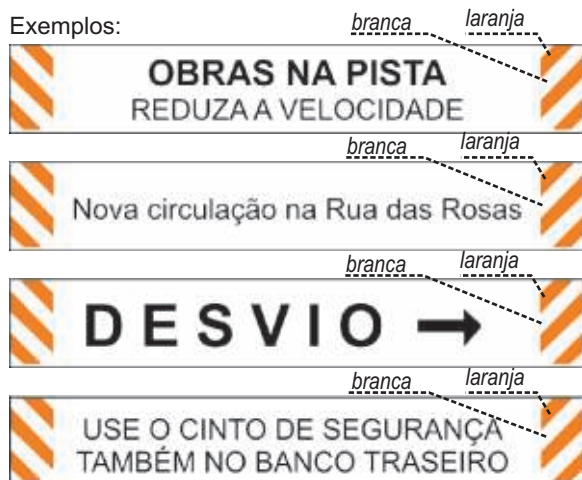 Exemplos:
branca laranja
OBRAS NA PISTA
REDUZA A VELOCIDADE
branca laranja
Nova circulação na Rua das Rosas
branca laranja
DESVIO →
branca laranja
USE O CINTO DE SEGURANÇA
TAMBÉM NO BANCO TRASEIRO